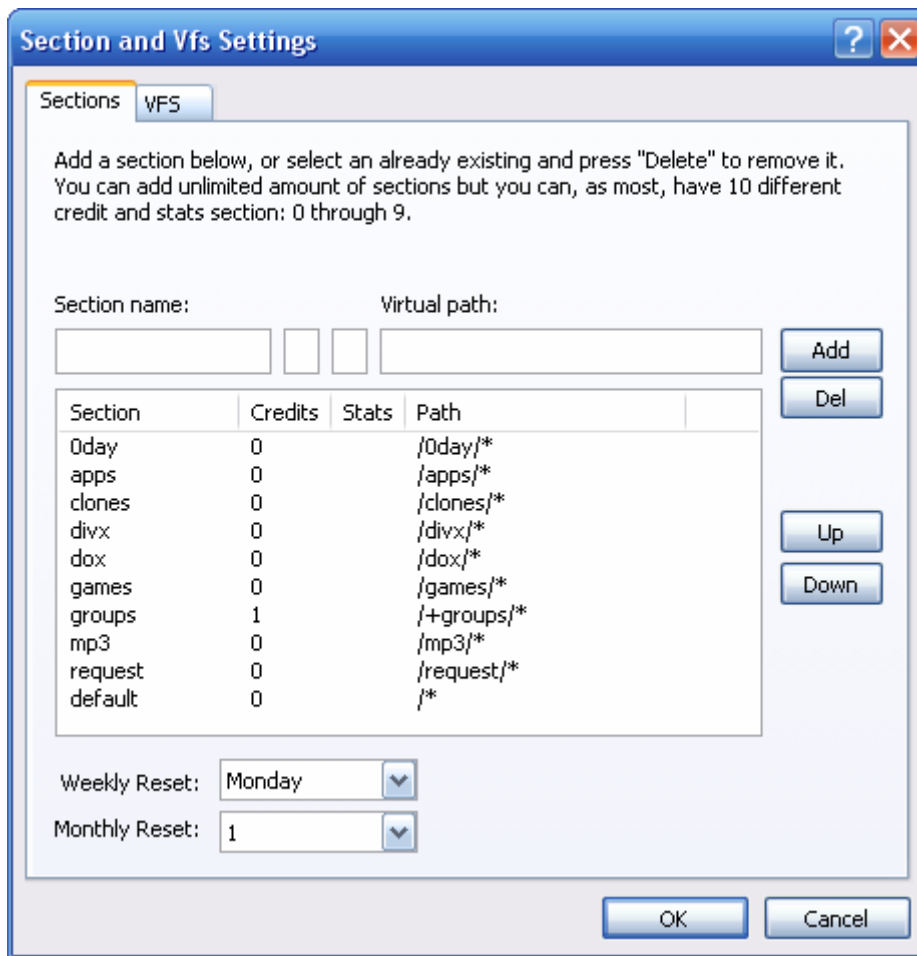 Section and Vfs Settings
?
Sections VFS
Add a section below, or select an already existing and press "Delete" to remove it.
You can add unlimited amount of sections but you can, as most, have 10 different
credit and stats section: 0 through 9.
Section name: Virtual path:
Add
Del
Section Credits Stats Path
0day 0 /0day/*
apps 0 /apps/*
clones 0 /clones/*
divx 0 /divx/*
dox 0 /dox/*
games 0 /games/*
groups 1 /+groups/*
mp3 0 /mp3/*
request 0 /request/*
default 0 /*
Up
Down
Weekly Reset: Monday
Monthly Reset: 1
OK Cancel